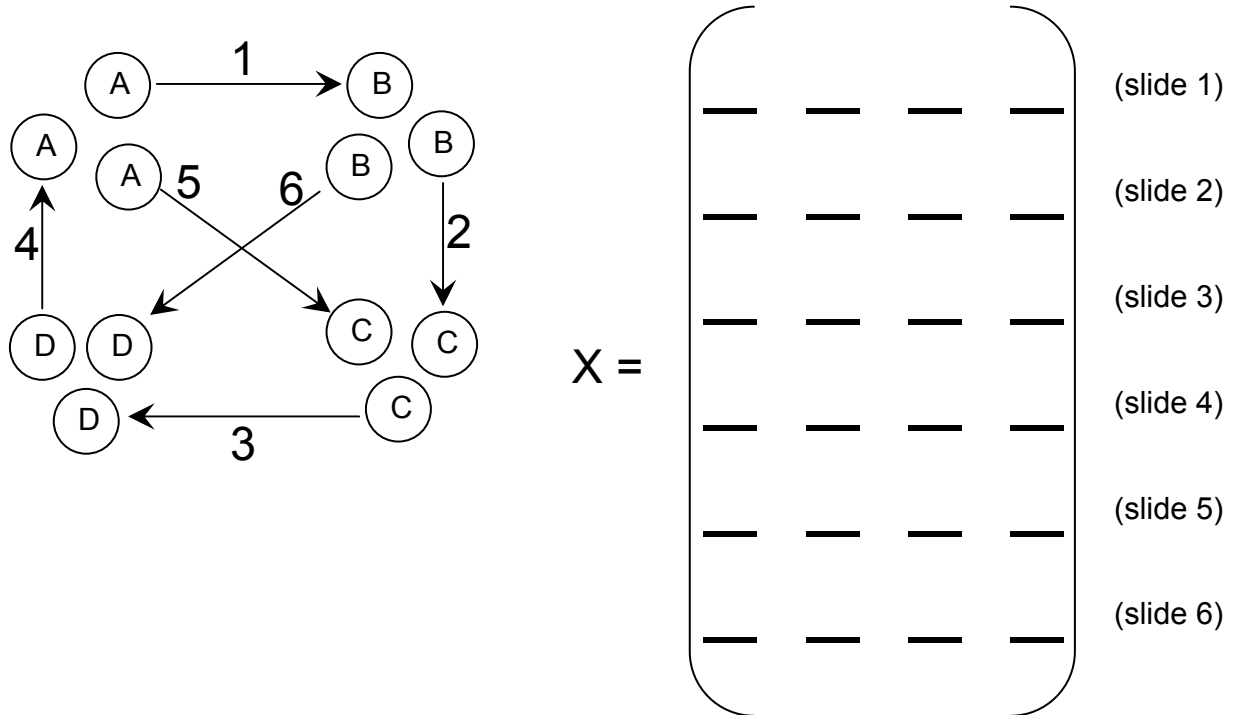 1
A B
A B
A 5 6 B
4 2
D D C C
D C
3
X =
(slide 1)
(slide 2)
(slide 3)
(slide 4)
(slide 5)
(slide 6)